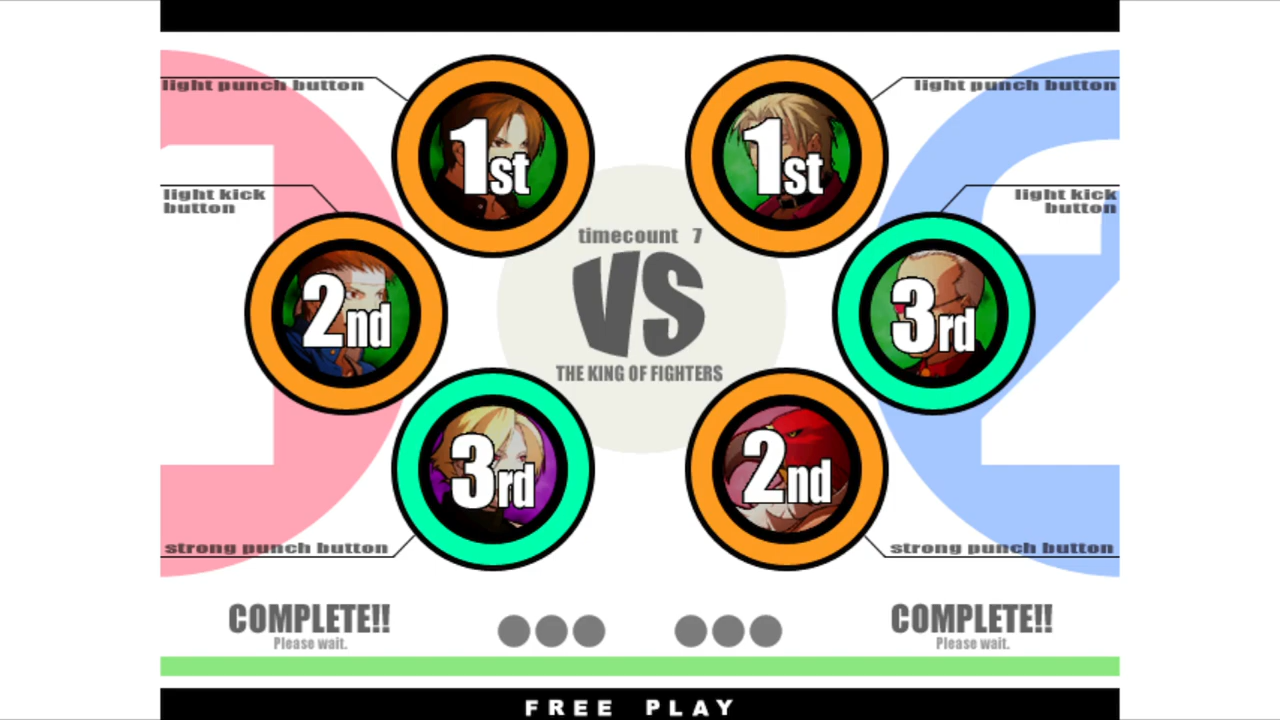 light punch button
light punch button
1st
1st
light kick
button
light kick
button
timecount 7
VS
THE KING OF FIGHTERS
2nd
3rd
3rd
2nd
strong punch button
strong punch button
COMPLETE!!
Please wait.
COMPLETE!!
Please wait.
FREE PLAY
1
2